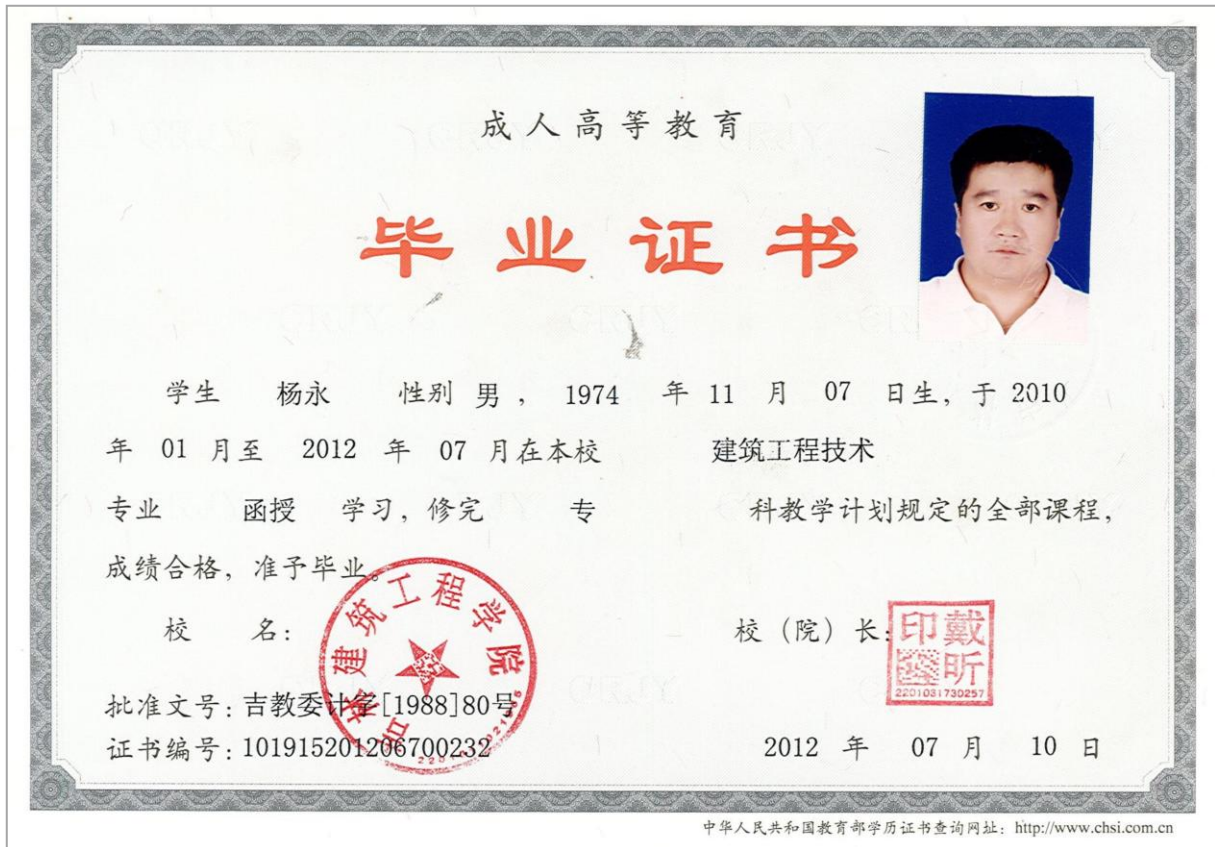 成人高等教育
毕业证书
学生 杨永 性别 男 ， 1974 年 11 月 07 日生，于 2010
年 01 月至 2012 年 07 月在本校 建筑工程技术
专业 函授 学习，修完 专 科教学计划规定的全部课程，
成绩合格，准予毕业。
校 名：
吉林建筑工程学院
校（院）长：
戴昕
印
2201031730257
批准文号：吉教委计字[1988]80号
证书编号：101915201206700232
2012 年 07 月 10 日
中华人民共和国教育部学历证书查询网址：http://www.chsi.com.cn